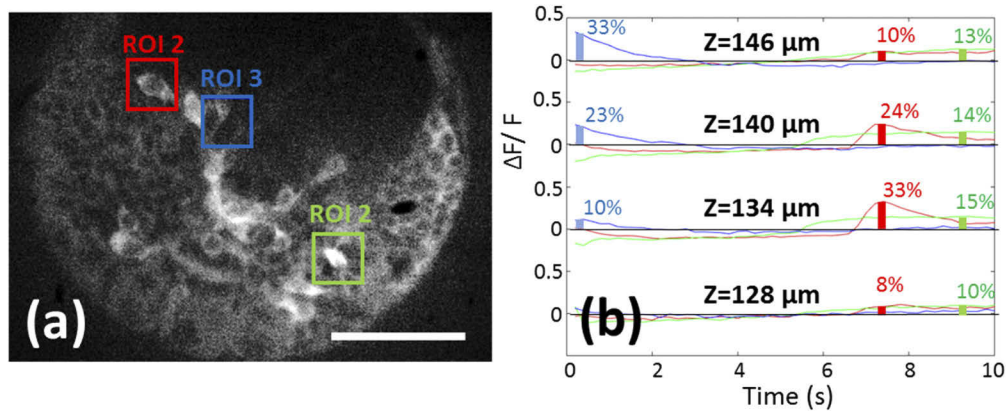 ROI 2
ROI 3
ROI 2
(a)
(b)
ΔF/ F
0.5
33%
Z=146 μm
10%
13%
0
0.5
23%
Z=140 μm
24%
14%
0
0.5
10%
Z=134 μm
33%
15%
0
0.5
Z=128 μm
8%
10%
0
0 2 4 6 8 10
Time (s)